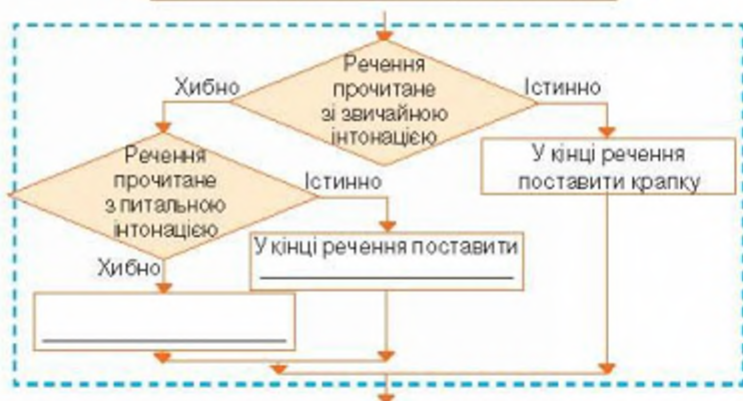 Речення
прочитане
зі звичайною
інтонацією
Хибно
Істинно
У кінці речення
поставити крапку
Речення
прочитане
з питальною
інтонацією
Істинно
У кінці речення поставити
Хибно